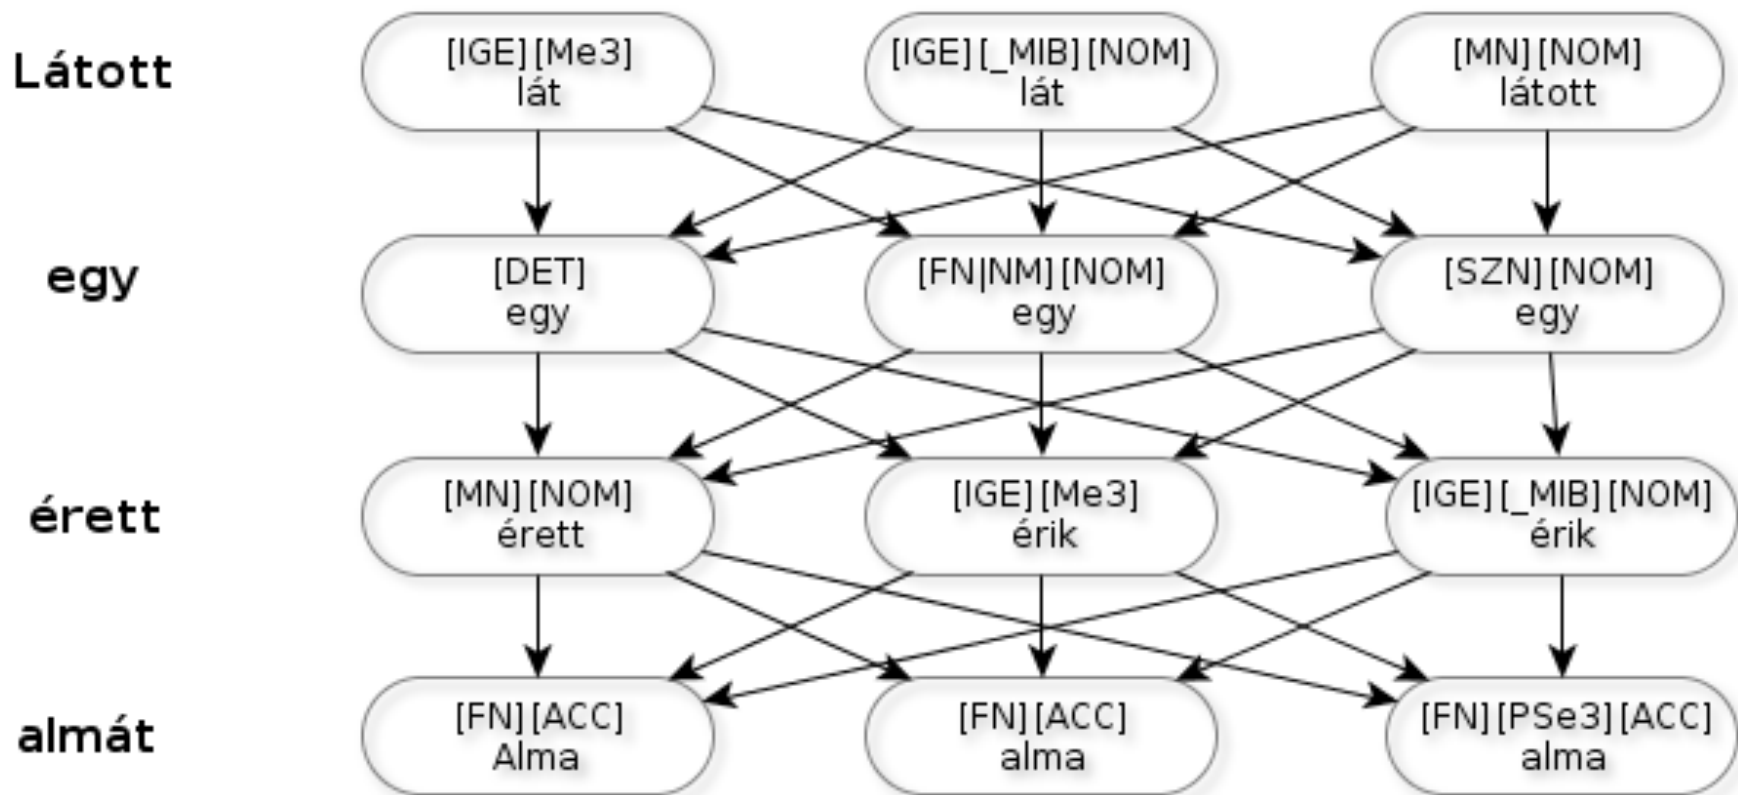 Látott
[IGE][Me3]
lát
[IGE][_MIB][NOM]
lát
[MN][NOM]
látott
egy
[DET]
egy
[FN|NM][NOM]
egy
[SZN][NOM]
egy
érett
[MN][NOM]
érett
[IGE][Me3]
érik
[IGE][_MIB][NOM]
érik
almát
[FN][ACC]
Alma
[FN][ACC]
alma
[FN][PSe3][ACC]
alma